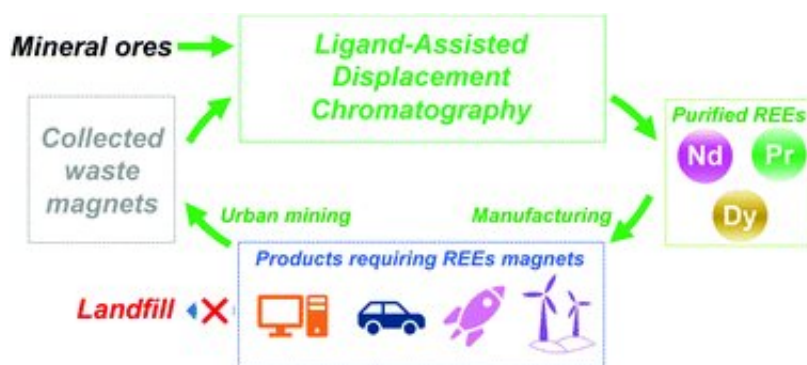 Mineral ores
Ligand-Assisted
Displacement
Chromatography
Collected
waste
magnets
Purified REEs
Nd
Pr
Dy
Urban mining
Manufacturing
Products requiring REEs magnets
Landfill